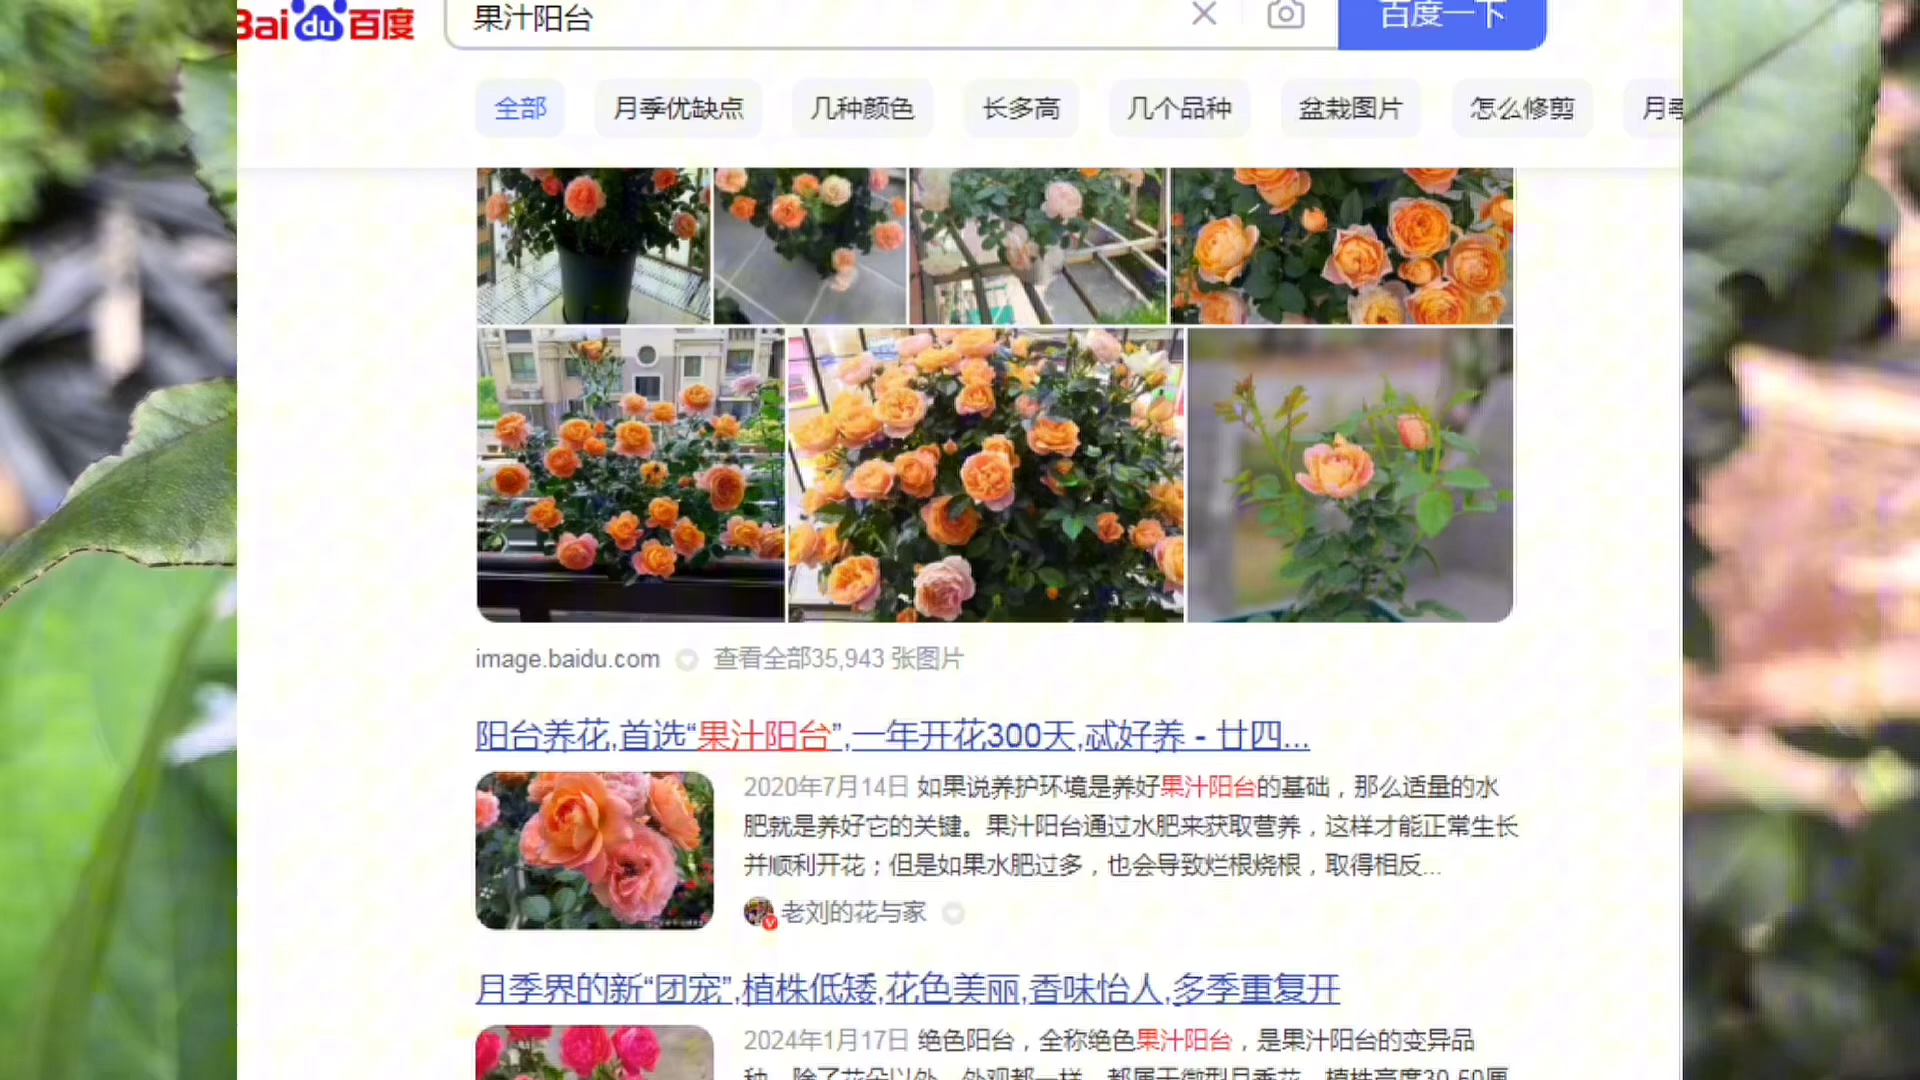 Bai du 百度
果汁阳台
百度一下
全部 月季优缺点 几种颜色 长多高 几个品种 盆栽图片 怎么修剪
image.baidu.com 查看全部35,943 张图片
阳台养花,首选“果汁阳台”,一年开花300天,忒好养 - 廿四...
2020年7月14日 如果说养护环境是养好果汁阳台的基础，那么适量的水
肥就是养好它的关键。果汁阳台通过水肥来获取营养，这样才能正常生长
并顺利开花；但是如果水肥过多，也会导致烂根烧根，取得相反...
老刘的花与家
月季界的新“团宠”,植株低矮,花色美丽,香味怡人,多季重复开
2024年1月17日 绝色阳台，全称绝色果汁阳台，是果汁阳台的变异品